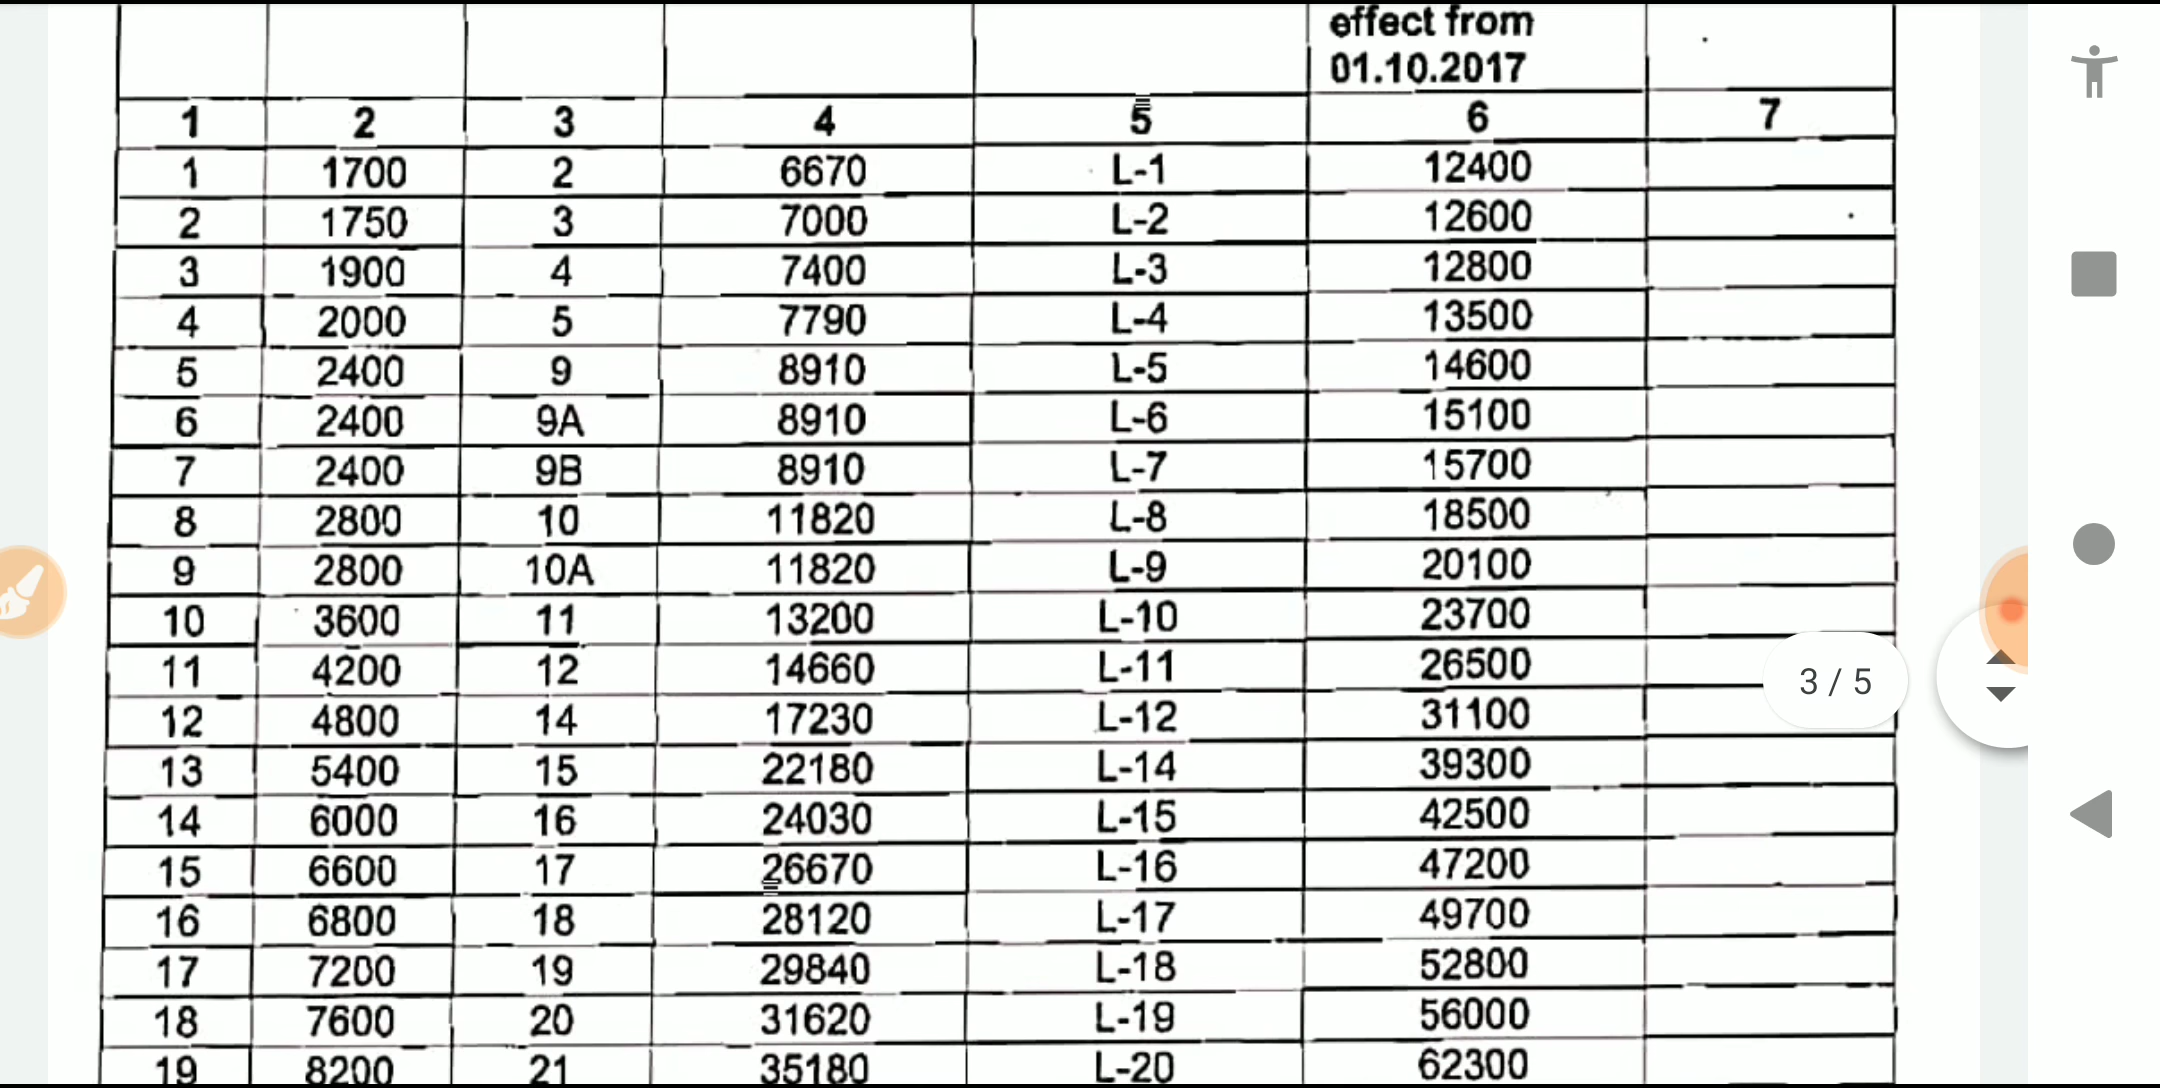 effect from
01.10.2017
1 2 3 4 5 6 7
1 1700 2 6670 L-1 12400
2 1750 3 7000 L-2 12600
3 1900 4 7400 L-3 12800
4 2000 5 7790 L-4 13500
5 2400 9 8910 L-5 14600
6 2400 9A 8910 L-6 15100
7 2400 9B 8910 L-7 15700
8 2800 10 11820 L-8 18500
9 2800 10A 11820 L-9 20100
10 3600 11 13200 L-10 23700
11 4200 12 14660 L-11 26500
3 / 5
12 4800 14 17230 L-12 31100
13 5400 15 22180 L-14 39300
14 6000 16 24030 L-15 42500
15 6600 17 26670 L-16 47200
16 6800 18 28120 L-17 49700
17 7200 19 29840 L-18 52800
18 7600 20 31620 L-19 56000
19 8200 21 35180 L-20 62300